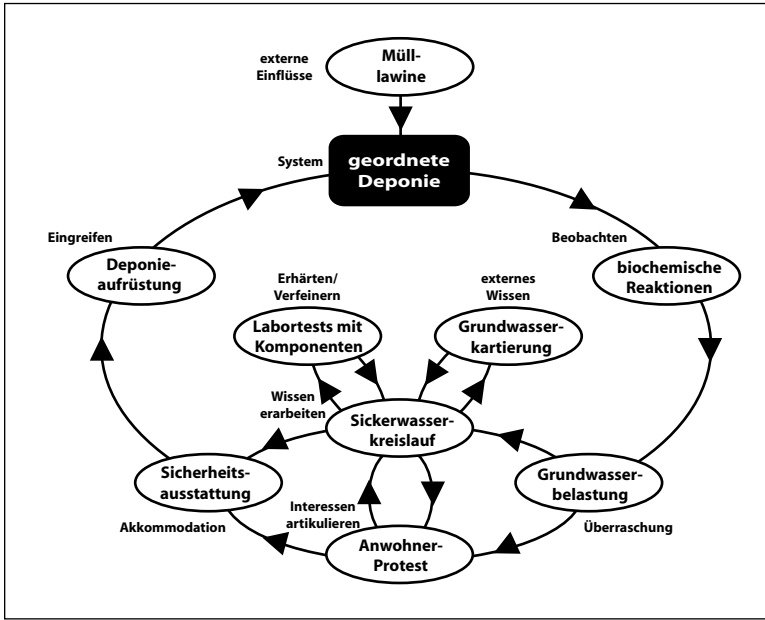 externe
Einflüsse
Müll-
lawine
System
geordnete
Deponie
Eingreifen
Beobachten
Deponie-
aufrüstung
biochemische
Reaktionen
Erhärten/
Verfeinern
externes
Wissen
Labortests mit
Komponenten
Grundwasser-
kartierung
Wissen
erarbeiten
Sickerwasser-
kreislauf
Sicherheits-
ausstattung
Grundwasser-
belastung
Akkommodation
Interessen
artikulieren
Überraschung
Anwohner-
Protest